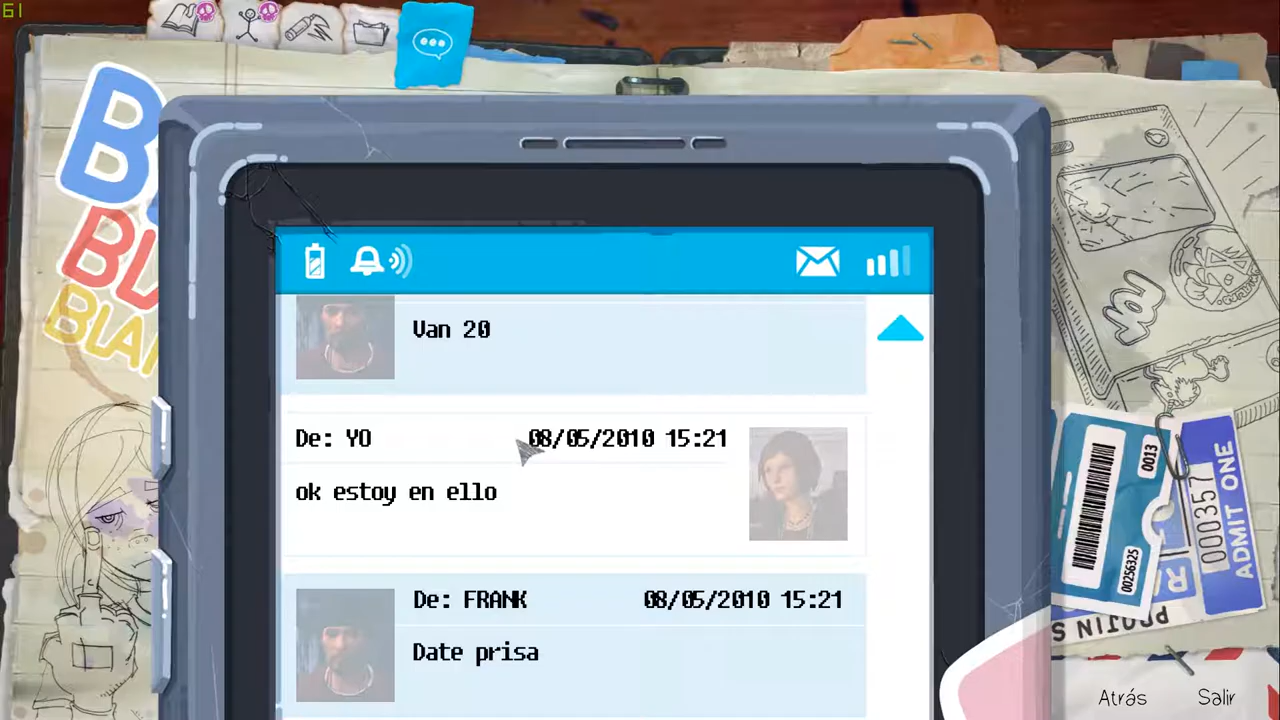 61
Van 20
De: YO 08/05/2010 15:21
ok estoy en ello
De: FRANK 08/05/2010 15:21
Date prisa
0013
00256325
000357
ADMIT ONE
Atrás
Salir